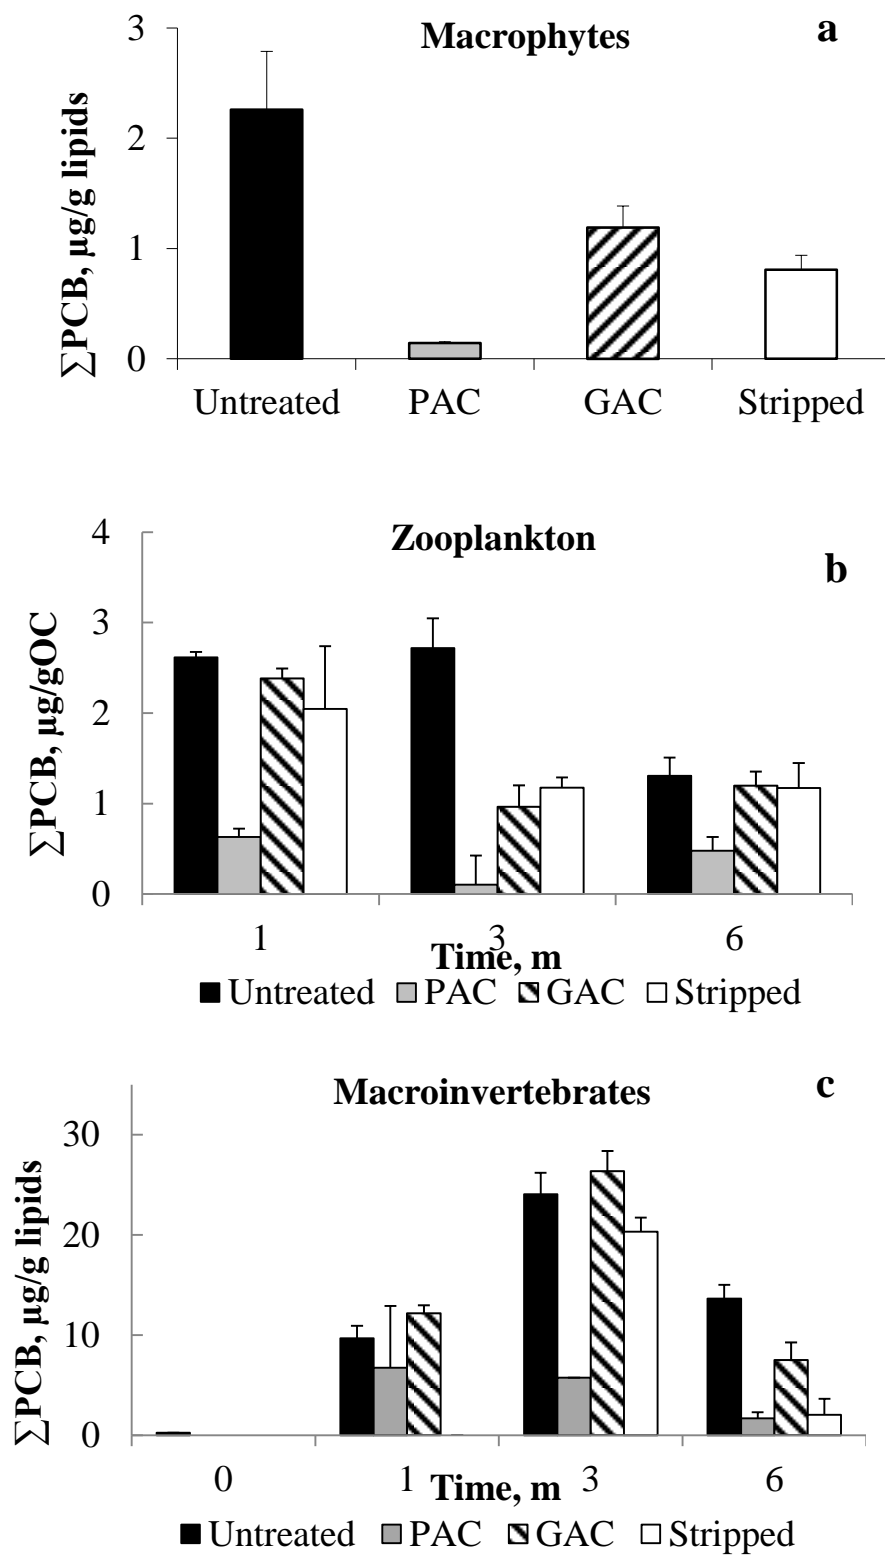 Macrophytes a
3
2
1
0
∑PCB, µg/g lipids
Untreated PAC GAC Stripped
Zooplankton
b
4
3
2
1
0
∑PCB, µg/gOC
1 3 6
Time, m
Untreated PAC GAC Stripped
Macroinvertebrates c
30
20
10
0
∑PCB, µg/g lipids
0 1 3 6
Time, m
Untreated PAC GAC Stripped